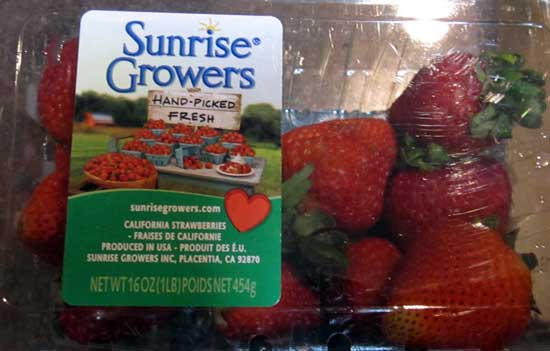 Sunrise®
Growers
HAND-PICKED
FRESH
sunrisegrowers.com
CALIFORNIA STRAWBERRIES
- FRAISES DE CALIFORNIE
PRODUCED IN USA - PRODUIT DES É.U.
SUNRISE GROWERS INC, PLACENTIA, CA 92870
NET WT 16 OZ (1LB) POIDS NET 454g